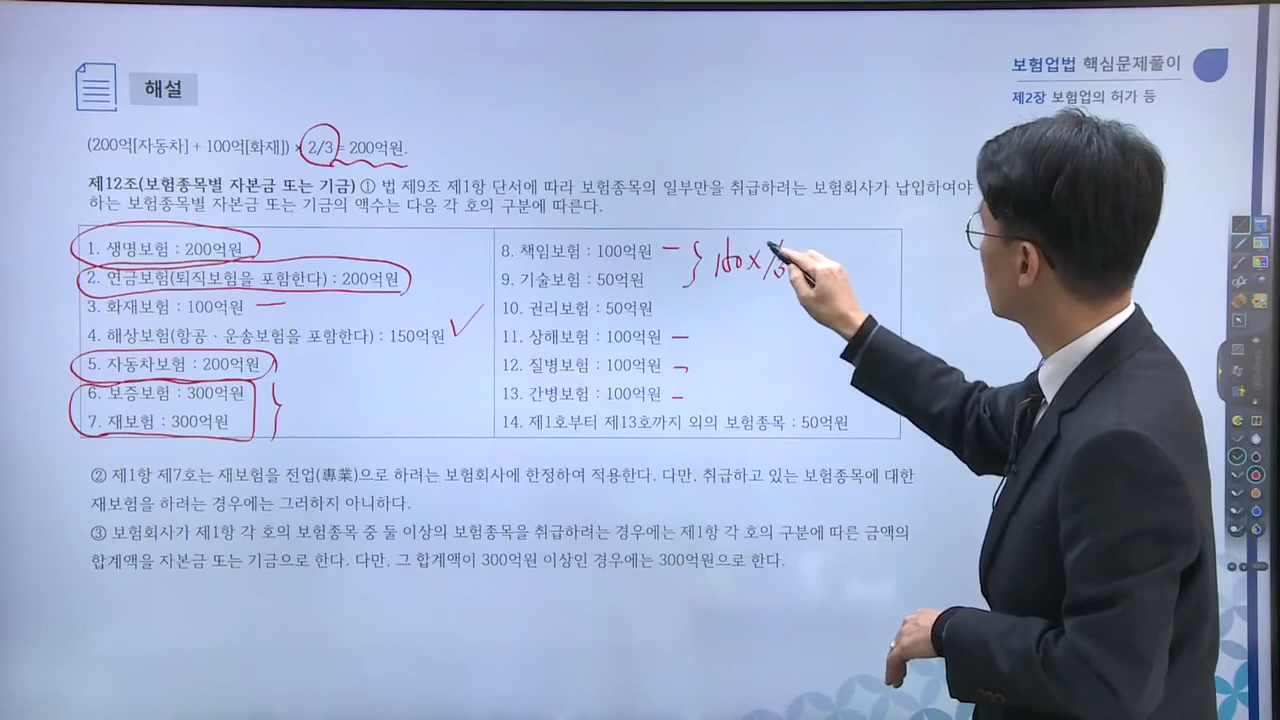 보험업법 핵심문제풀이
제2장 보험업의 허가 등
해설
(200억[자동차] + 100억[화재]) × 2/3 = 200억원.
제12조(보험종목별 자본금 또는 기금) ① 법 제9조 제1항 단서에 따라 보험종목의 일부만을 취급하려는 보험회사가 납입하여야
하는 보험종목별 자본금 또는 기금의 액수는 다음 각 호의 구분에 따른다.
1. 생명보험 : 200억원
2. 연금보험(퇴직보험을 포함한다) : 200억원
3. 화재보험 : 100억원
4. 해상보험(항공ㆍ운송보험을 포함한다) : 150억원
5. 자동차보험 : 200억원
6. 보증보험 : 300억원
7. 재보험 : 300억원
8. 책임보험 : 100억원
9. 기술보험 : 50억원
10. 권리보험 : 50억원
11. 상해보험 : 100억원
12. 질병보험 : 100억원
13. 간병보험 : 100억원
14. 제1호부터 제13호까지 외의 보험종목 : 50억원
② 제1항 제7호는 재보험을 전업(專業)으로 하려는 보험회사에 한정하여 적용한다. 다만, 취급하고 있는 보험종목에 대한
재보험을 하려는 경우에는 그러하지 아니하다.
③ 보험회사가 제1항 각 호의 보험종목 중 둘 이상의 보험종목을 취급하려는 경우에는 제1항 각 호의 구분에 따른 금액의
합계액을 자본금 또는 기금으로 한다. 다만, 그 합계액이 300억원 이상인 경우에는 300억원으로 한다.